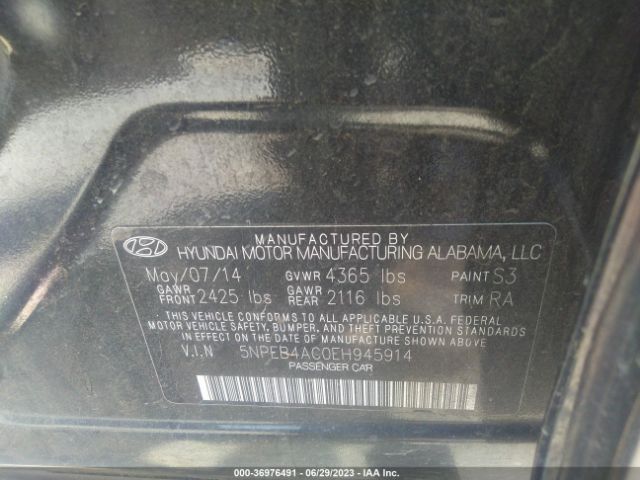 MANUFACTURED BY
HYUNDAI MOTOR MANUFACTURING ALABAMA, LLC
May/07/14 GVWR 4365 lbs PAINT S3
GAWR FRONT 2425 lbs GAWR REAR 2116 lbs TRIM RA
THIS VEHICLE CONFORMS TO ALL APPLICABLE U.S.A. FEDERAL
MOTOR VEHICLE SAFETY, BUMPER, AND THEFT PREVENTION STANDARDS
IN EFFECT ON THE DATE OF MANUFACTURE SHOWN ABOVE.
V.I.N 5NPEB4AC0EH945914
PASSENGER CAR
000-36976491 - 06/29/2023 - IAA Inc.